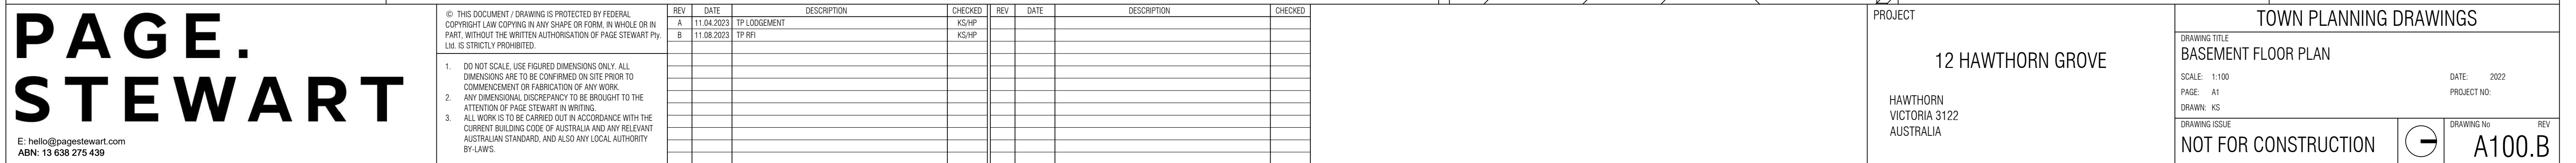 PAGE.
STEWART
E: hello@pagestewart.com
ABN: 13 638 275 439
© THIS DOCUMENT / DRAWING IS PROTECTED BY FEDERAL
COPYRIGHT LAW COPYING IN ANY SHAPE OR FORM, IN WHOLE OR IN
PART, WITHOUT THE WRITTEN AUTHORISATION OF PAGE STEWART Pty.
Ltd. IS STRICTLY PROHIBITED.
1. DO NOT SCALE, USE FIGURED DIMENSIONS ONLY. ALL
DIMENSIONS ARE TO BE CONFIRMED ON SITE PRIOR TO
COMMENCEMENT OR FABRICATION OF ANY WORK.
2. ANY DIMENSIONAL DISCREPANCY TO BE BROUGHT TO THE
ATTENTION OF PAGE STEWART IN WRITING.
3. ALL WORK IS TO BE CARRIED OUT IN ACCORDANCE WITH THE
CURRENT BUILDING CODE OF AUSTRALIA AND ANY RELEVANT
AUSTRALIAN STANDARD, AND ALSO ANY LOCAL AUTHORITY
BY-LAW'S.
REV DATE DESCRIPTION CHECKED REV DATE DESCRIPTION CHECKED
A 11.04.2023 TP LODGEMENT KS/HP
B 11.08.2023 TP RFI KS/HP
PROJECT
12 HAWTHORN GROVE
HAWTHORN
VICTORIA 3122
AUSTRALIA
TOWN PLANNING DRAWINGS
DRAWING TITLE
BASEMENT FLOOR PLAN
SCALE: 1:100 DATE: 2022
PAGE: A1 PROJECT NO:
DRAWN: KS
DRAWING ISSUE
NOT FOR CONSTRUCTION
DRAWING No REV
A100.B